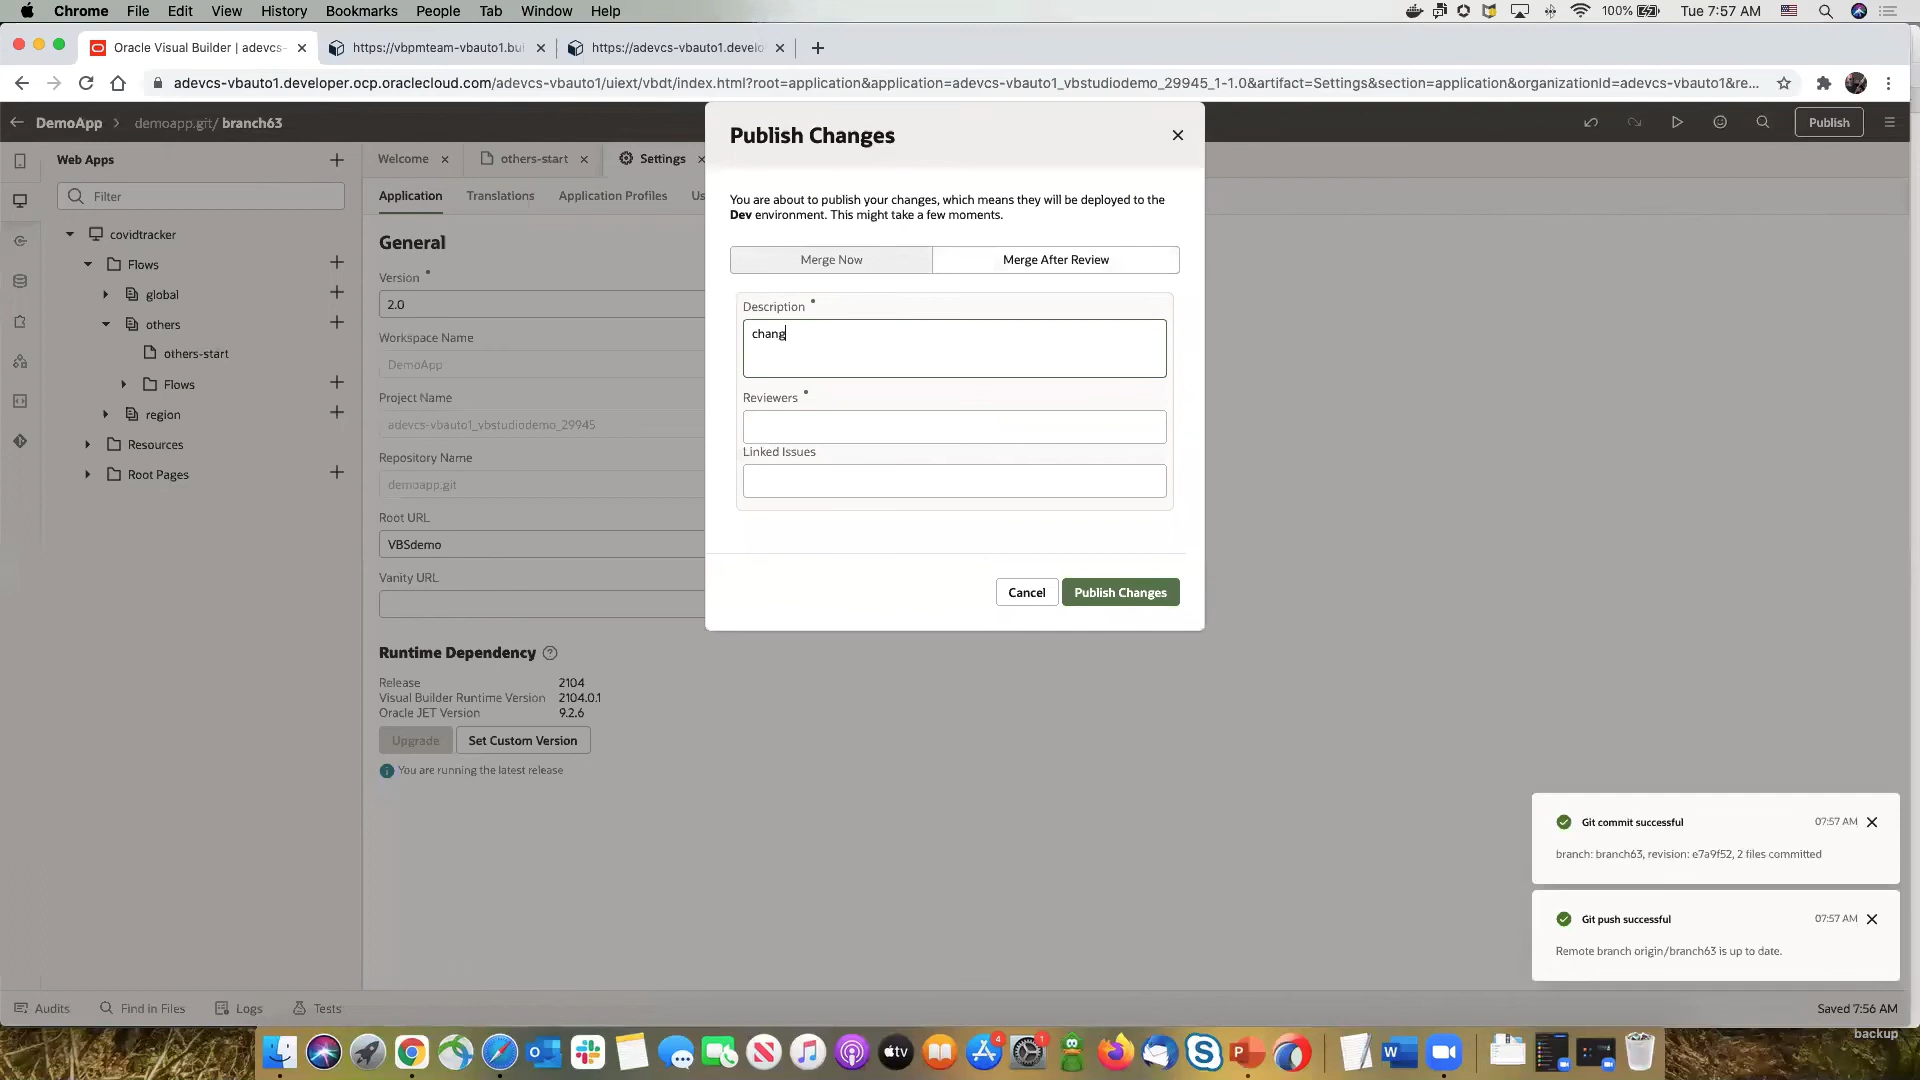 Chrome File Edit View History Bookmarks People Tab Window Help
100% Tue 7:57 AM
Oracle Visual Builder | adevcs-
https://vbpmteam-vbauto1.bui
https://adevcs-vbauto1.develo
adevcs-vbauto1.developer.ocp.oraclecloud.com/adevcs-vbauto1/uiext/vbdt/index.html?root=application&application=adevcs-vbauto1_vbstudiodemo_29945_1-1.0&artifact=Settings&section=application&organizationId=adevcs-vbauto1&re...
DemoApp > demoapp.git/ branch63
Publish
Web Apps
Filter
covidtracker
Flows
global
others
others-start
Flows
region
Resources
Root Pages
Welcome
others-start
Settings
Application Translations Application Profiles Us
General
Version
2.0
Workspace Name
DemoApp
Project Name
adevcs-vbauto1_vbstudiodemo_29945
Repository Name
demoapp.git
Root URL
VBSdemo
Vanity URL
Runtime Dependency
Release 2104
Visual Builder Runtime Version 2104.0.1
Oracle JET Version 9.2.6
Upgrade Set Custom Version
You are running the latest release
Publish Changes
You are about to publish your changes, which means they will be deployed to the
Dev environment. This might take a few moments.
Merge Now Merge After Review
Description
chang
Reviewers
Linked Issues
Cancel Publish Changes
Git commit successful 07:57 AM
branch: branch63, revision: e7a9f52, 2 files committed
Git push successful 07:57 AM
Remote branch origin/branch63 is up to date.
Audits Find in Files Logs Tests
Saved 7:56 AM
backup
tv
4
1